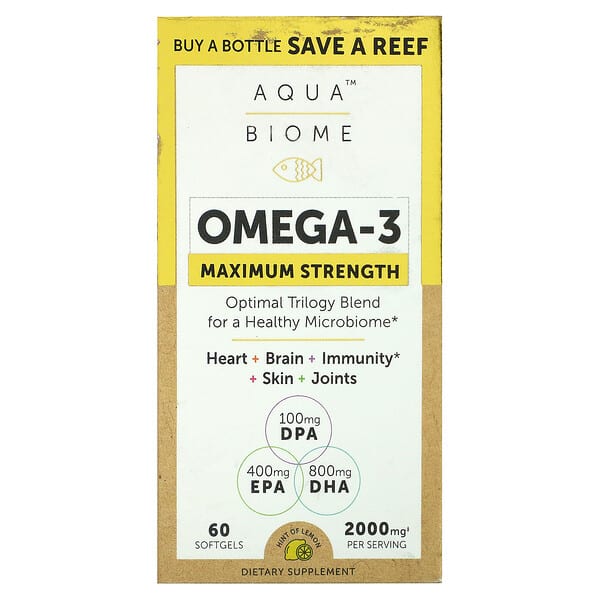 BUY A BOTTLE SAVE A REEF
AQUA™
BIOME
OMEGA-3
MAXIMUM STRENGTH
Optimal Trilogy Blend
for a Healthy Microbiome*
Heart + Brain + Immunity*
+ Skin + Joints
100mg
DPA
400mg
EPA
800mg
DHA
60
SOFTGELS
HINT OF LEMON
2000mg‡
PER SERVING
DIETARY SUPPLEMENT